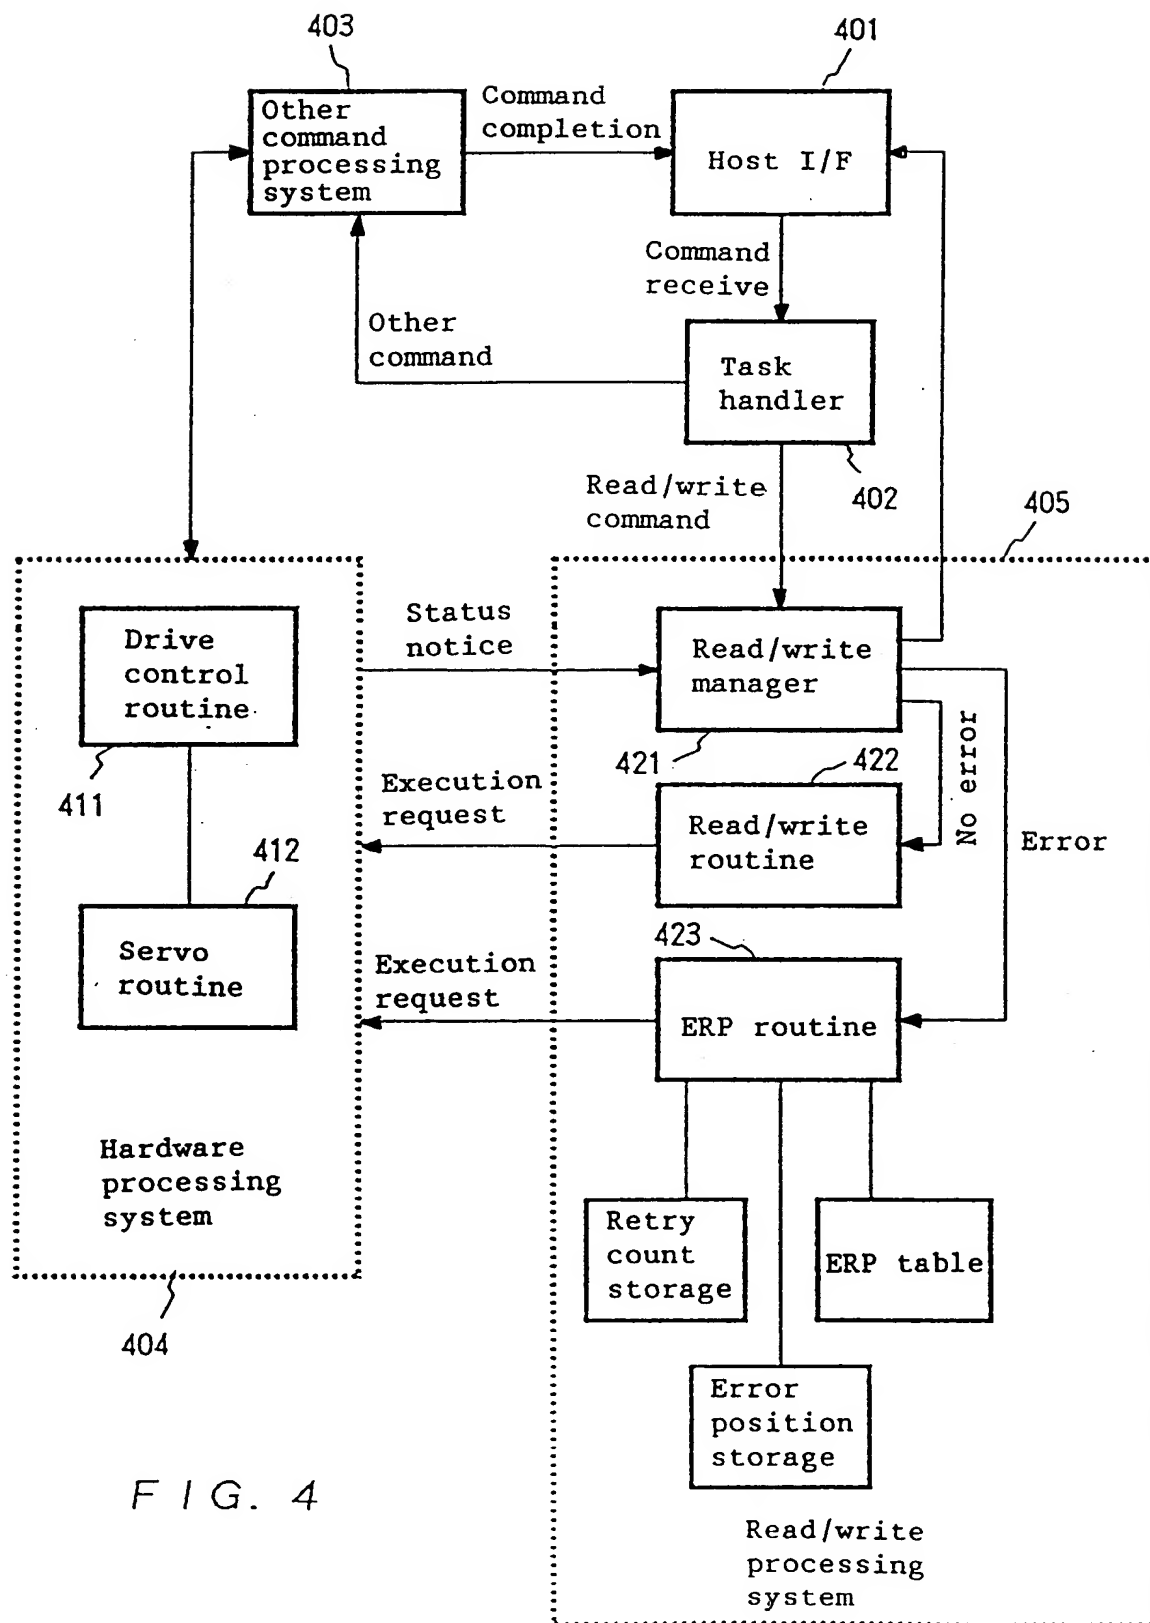 403
401
Other
command
processing
system
Command
completion
Host I/F
Command
receive
Other
command
Task
handler
402
Read/write
command
405
Drive
control
routine
411
Status
notice
Read/write
manager
421
422
No error
Error
Execution
request
Read/write
routine
412
Servo
routine
423
Execution
request
ERP routine
Hardware
processing
system
404
Retry
count
storage
ERP table
Error
position
storage
Read/write
processing
system
FIG. 4